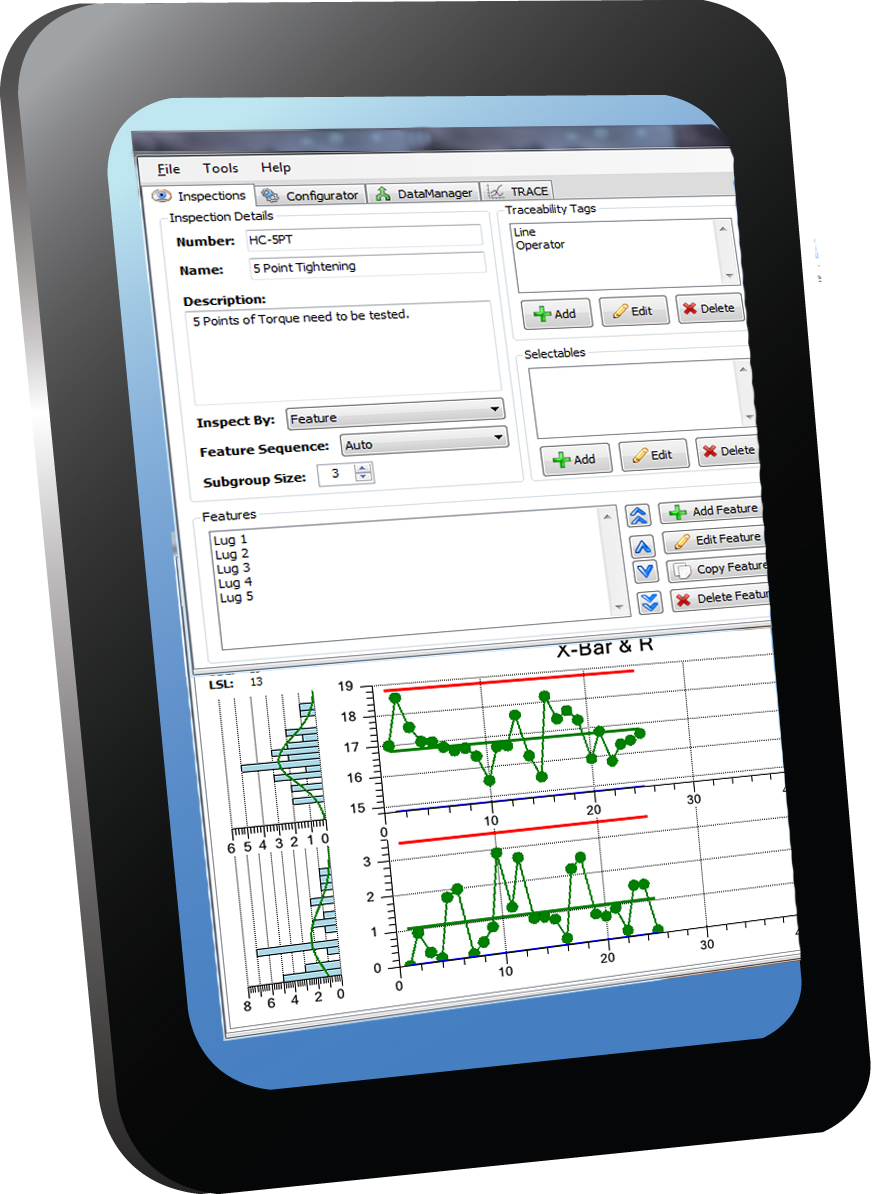 File Tools Help
Inspections Configurator DataManager TRACE
Inspection Details
Number: HC-5PT
Name: 5 Point Tightening
Description:
5 Points of Torque need to be tested.
Inspect By: Feature
Feature Sequence: Auto
Subgroup Size: 3
Traceability Tags
Line
Operator
Add Edit Delete
Selectables
Add Edit Delete
Features
Lug 1
Lug 2
Lug 3
Lug 4
Lug 5
Add Feature
Edit Feature
Copy Feature
Delete Featur
X-Bar & R
LSL: 13
6 5 4 3 2 1 0
19
18
17
16
15
0 10 20 30
8 6 4 2 0
3
2
1
0
0 10 20 30